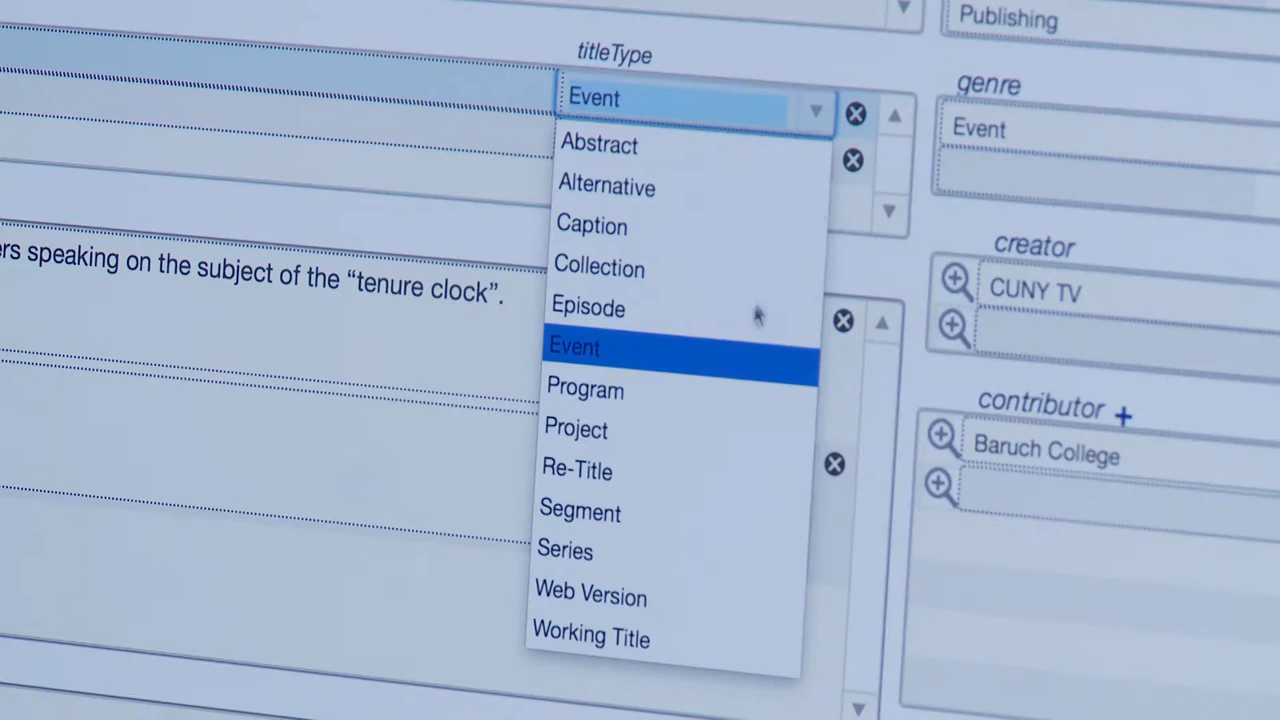 Publishing
titleType
Event
Abstract
Alternative
Caption
Collection
Episode
Event
Program
Project
Re-Title
Segment
Series
Web Version
Working Title
speaking on the subject of the “tenure clock”.
genre
Event
creator
CUNY TV
contributor +
Baruch College